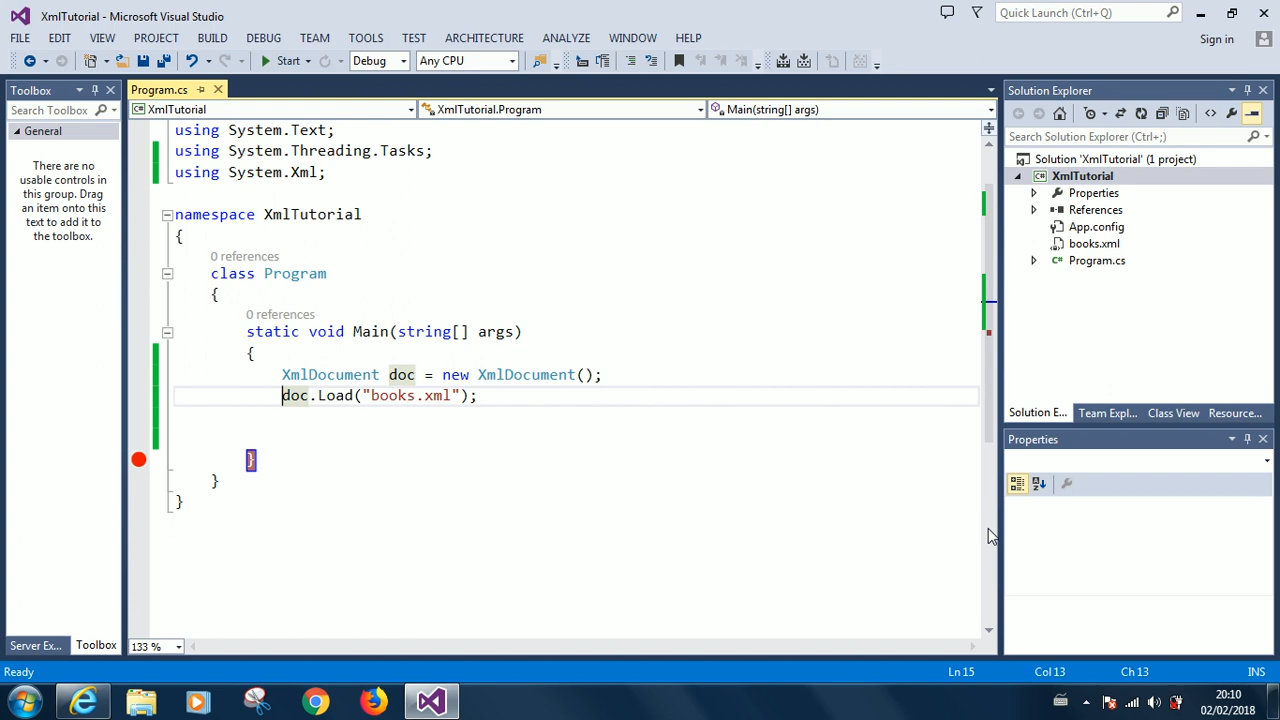 XmlTutorial - Microsoft Visual Studio
Quick Launch (Ctrl+Q)
FILE EDIT VIEW PROJECT BUILD DEBUG TEAM TOOLS TEST ARCHITECTURE ANALYZE WINDOW HELP
Sign in
Start Debug Any CPU
Toolbox
Search Toolbox
General
There are no
usable controls in
this group. Drag
an item onto this
text to add it to
the toolbox.
Server Ex... Toolbox
Program.cs
XmlTutorial XmlTutorial.Program Main(string[] args)
using System.Text;
using System.Threading.Tasks;
using System.Xml;
namespace XmlTutorial
{
0 references
class Program
{
0 references
static void Main(string[] args)
{
XmlDocument doc = new XmlDocument();
doc.Load("books.xml");
}
}
}
133 %
Solution Explorer
Search Solution Explorer (Ctrl+;)
Solution 'XmlTutorial' (1 project)
C# XmlTutorial
Properties
References
App.config
books.xml
C# Program.cs
Solution E... Team Expl... Class View Resource...
Properties
Ready Ln 15 Col 13 Ch 13 INS
20:10
02/02/2018